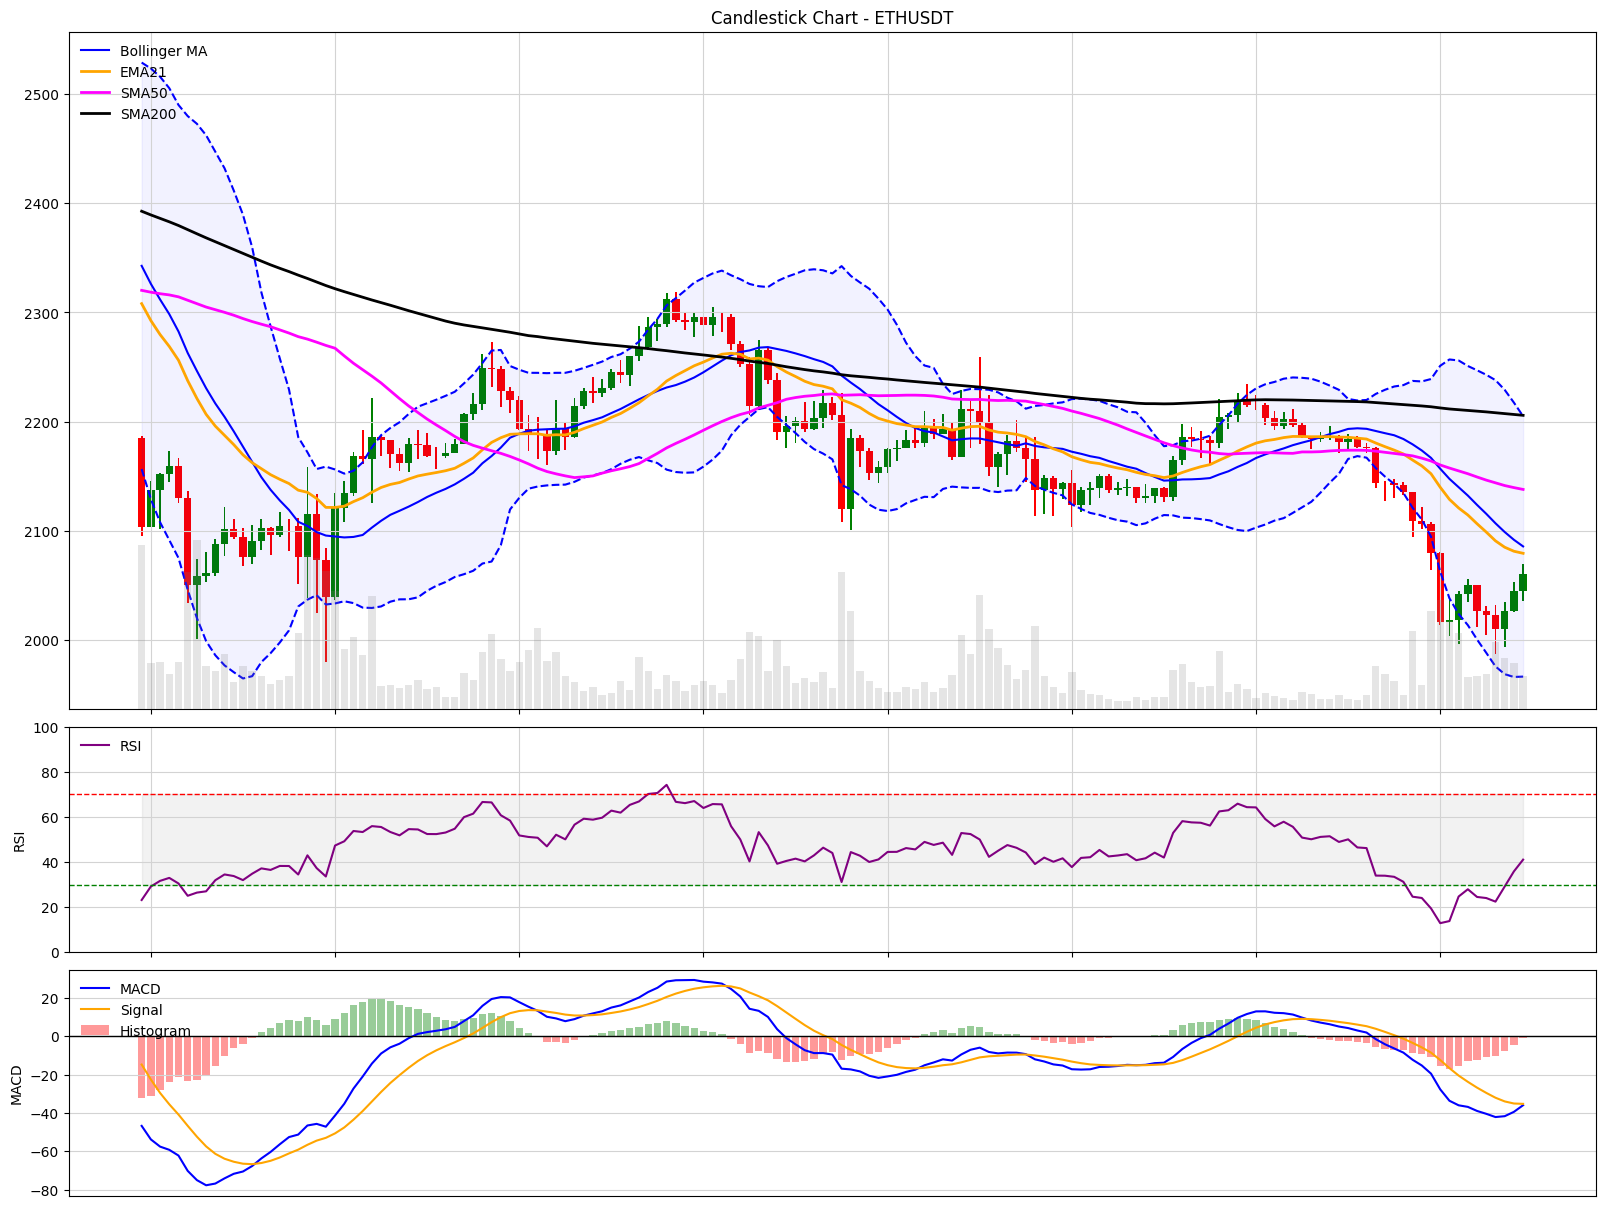 Candlestick Chart - ETHUSDT
Bollinger MA
EMA21
SMA50
SMA200
2500
2400
2300
2200
2100
2000
RSI
100
80
60
40
20
0
RSI
MACD
Signal
Histogram
20
0
−20
−40
−60
−80
MACD